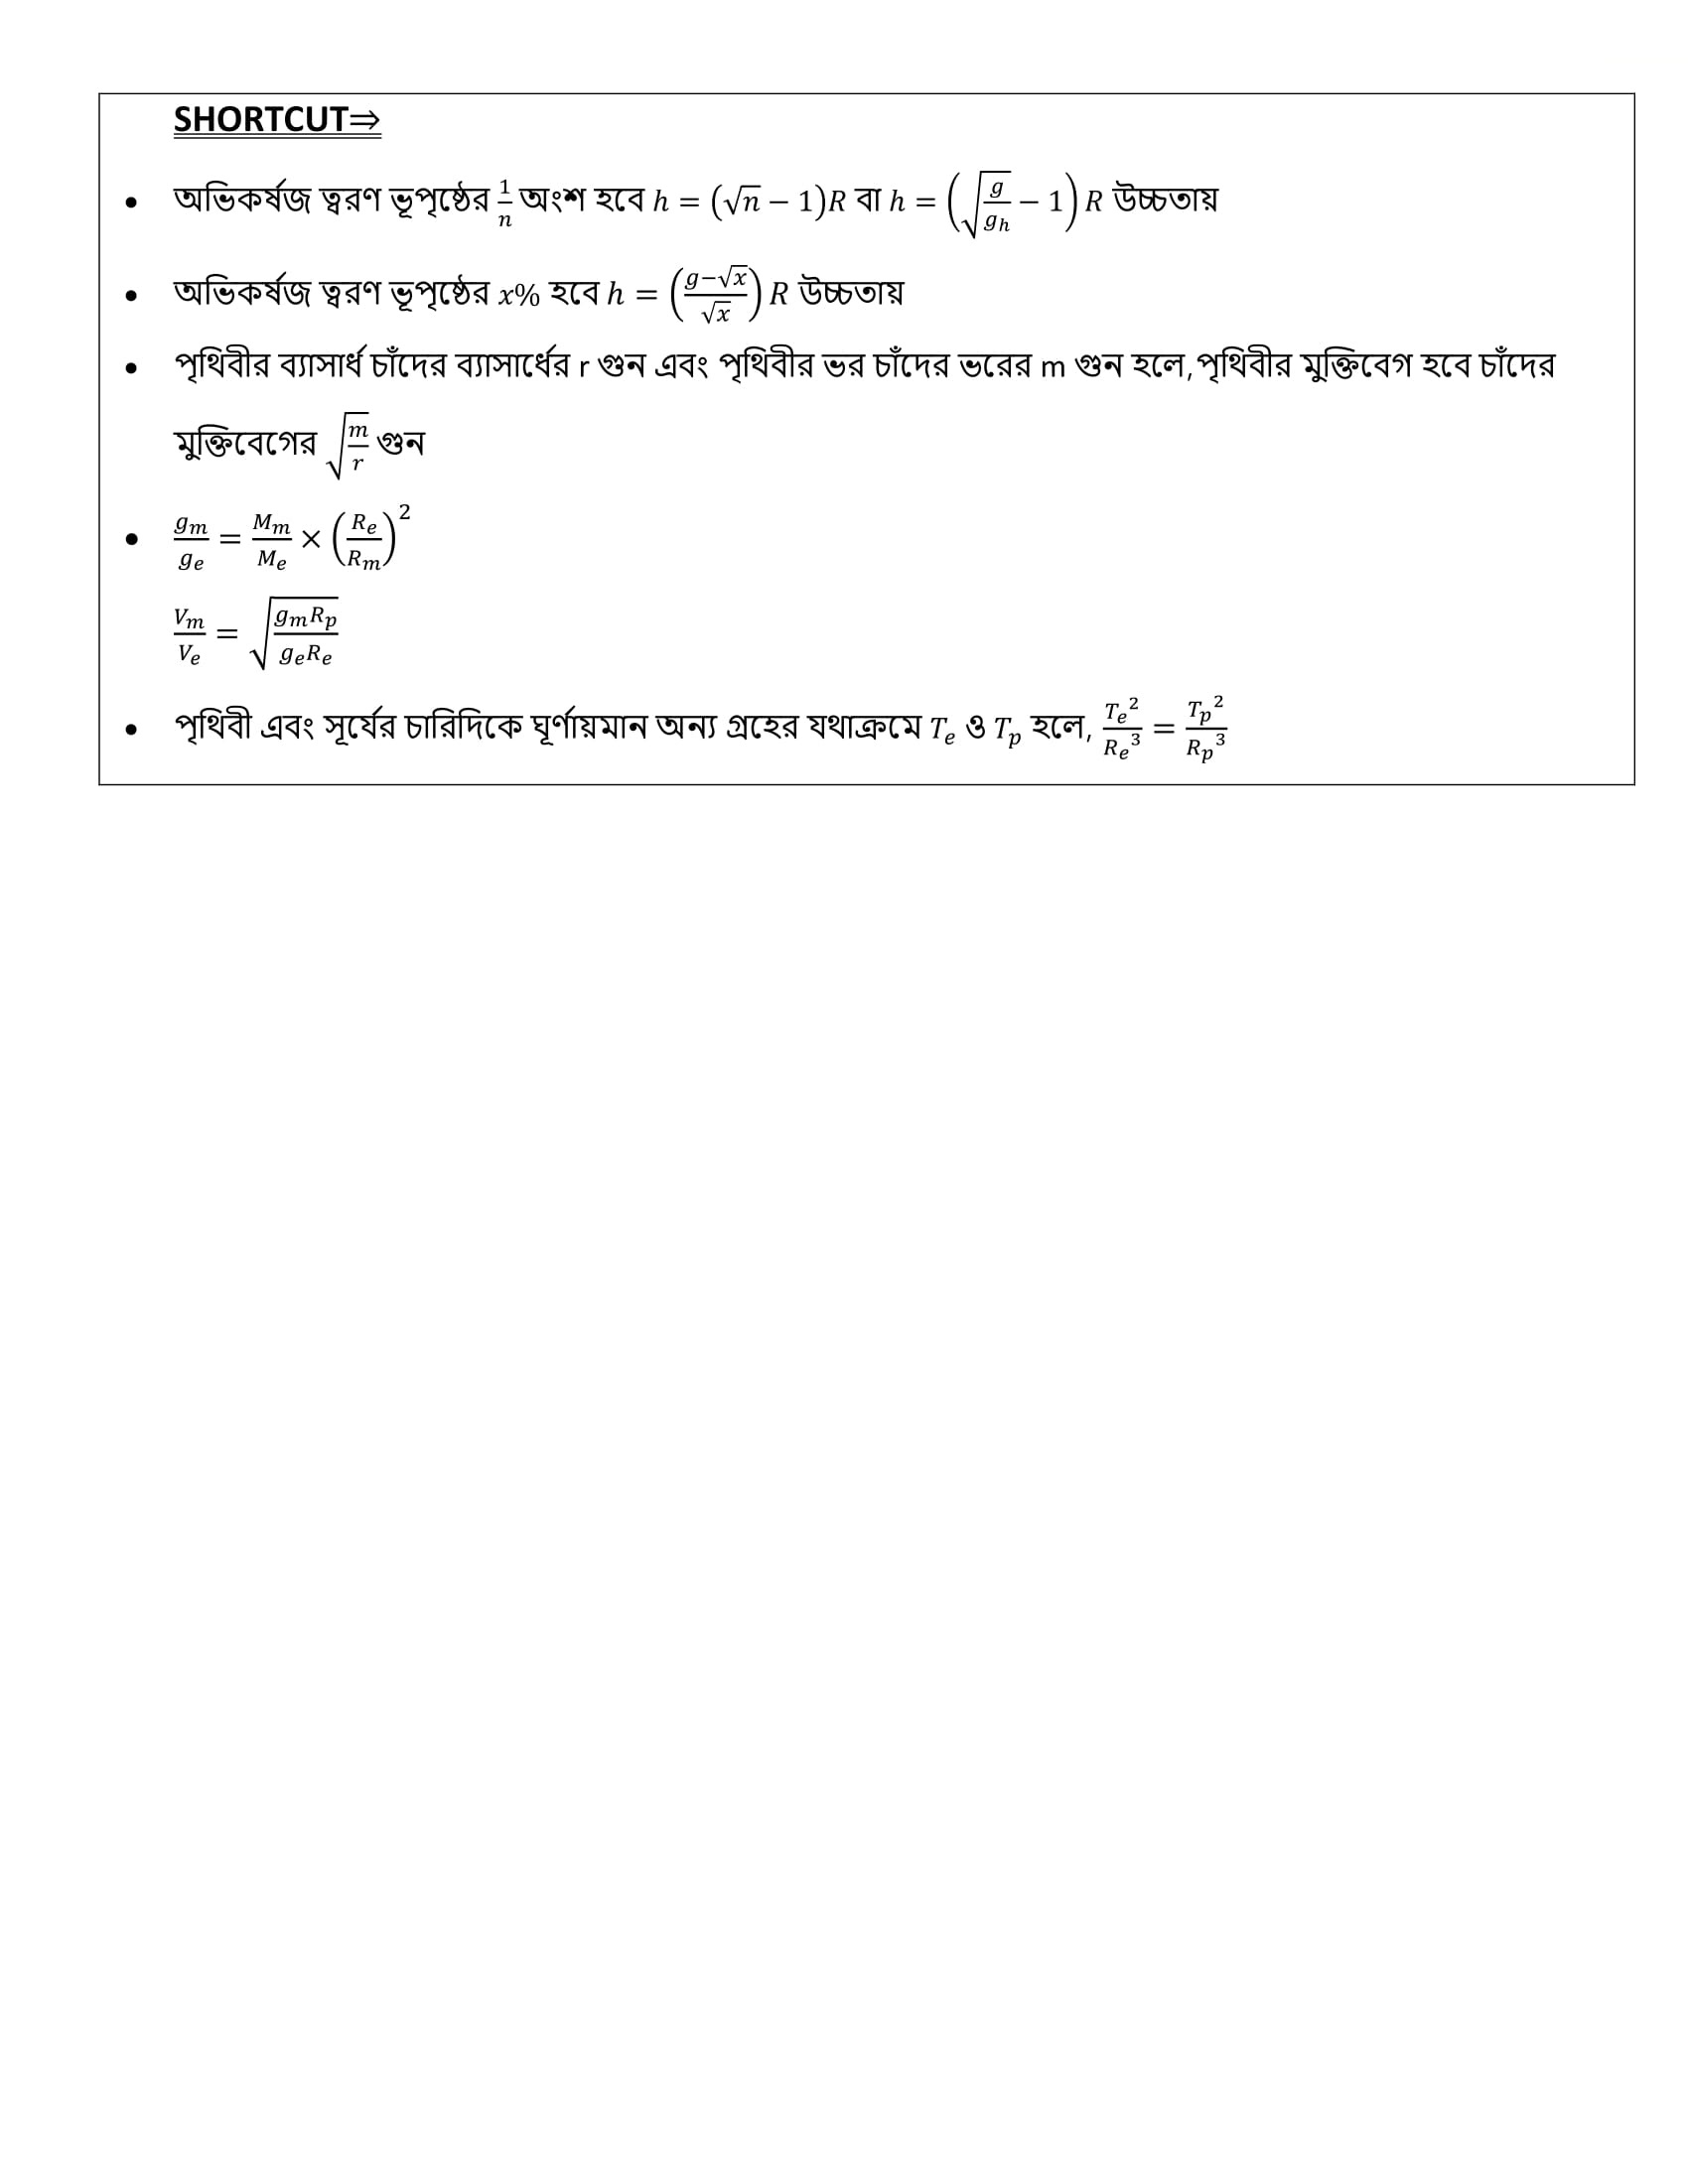 SHORTCUT⇒
• অভিকর্ষজ ত্বরণ ভূপৃষ্ঠের $\frac{1}{n}$ অংশ হবে $h = (\sqrt{n} - 1)R$ বা $h = \left(\sqrt{\frac{g}{g_h}} - 1\right) R$ উচ্চতায়
• অভিকর্ষজ ত্বরণ ভূপৃষ্ঠের $x\%$ হবে $h = \left(\frac{g-\sqrt{x}}{\sqrt{x}}\right) R$ উচ্চতায়
• পৃথিবীর ব্যাসার্ধ চাঁদের ব্যাসার্ধের r গুন এবং পৃথিবীর ভর চাঁদের ভরের m গুন হলে,পৃথিবীর মুক্তিবেগ হবে চাঁদের
মুক্তিবেগের $\sqrt{\frac{m}{r}}$ গুন
• $\frac{g_m}{g_e} = \frac{M_m}{M_e} \times \left(\frac{R_e}{R_m}\right)^2$
$\frac{V_m}{V_e} = \sqrt{\frac{g_m R_p}{g_e R_e}}$
• পৃথিবী এবং সূর্যের চারিদিকে ঘূর্ণায়মান অন্য গ্রহের যথাক্রমে $T_e$ ও $T_p$ হলে, $\frac{{T_e}^2}{{R_e}^3} = \frac{{T_p}^2}{{R_p}^3}$